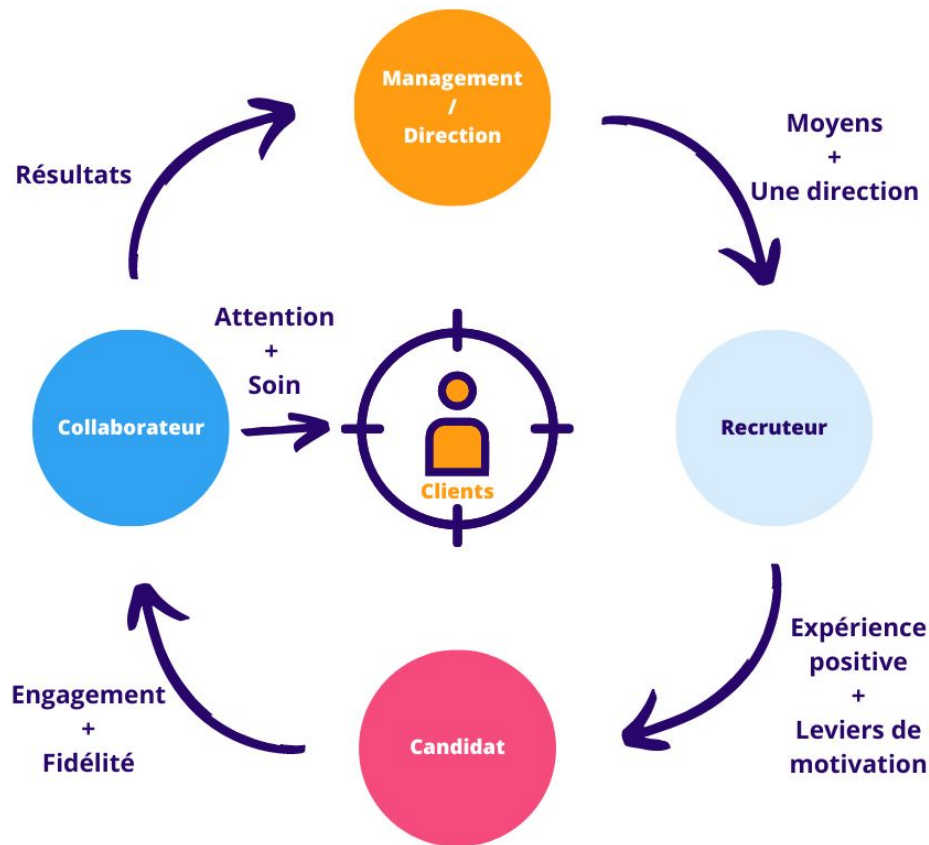 Management
/
Direction
Moyens
+
Une direction
Résultats
Attention
+
Soin
Collaborateur
Clients
Recruteur
Expérience
positive
+
Leviers de
motivation
Engagement
+
Fidélité
Candidat